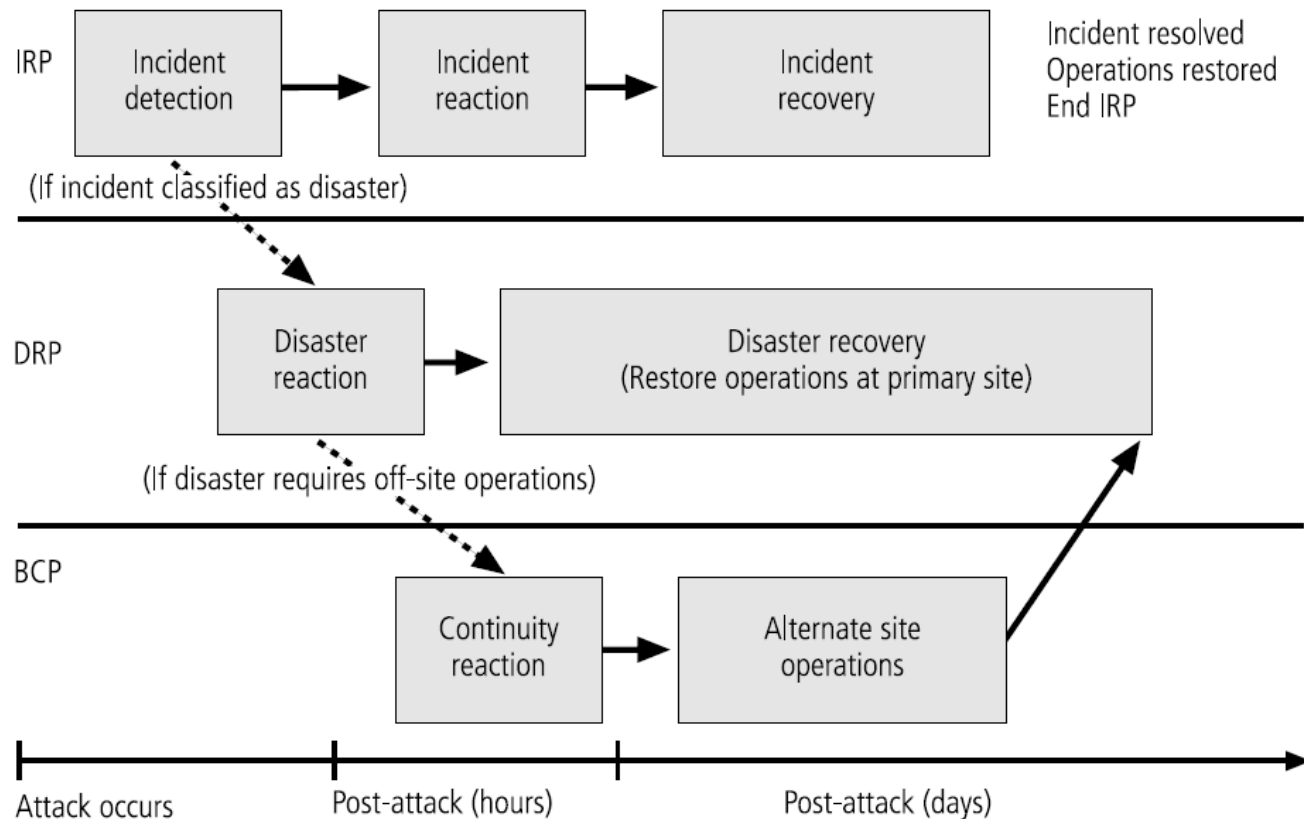 IRP
Incident
detection
Incident
reaction
Incident
recovery
Incident resolved
Operations restored
End IRP
(If incident classified as disaster)
DRP
Disaster
reaction
Disaster recovery
(Restore operations at primary site)
(If disaster requires off-site operations)
BCP
Continuity
reaction
Alternate site
operations
Attack occurs
Post-attack (hours)
Post-attack (days)